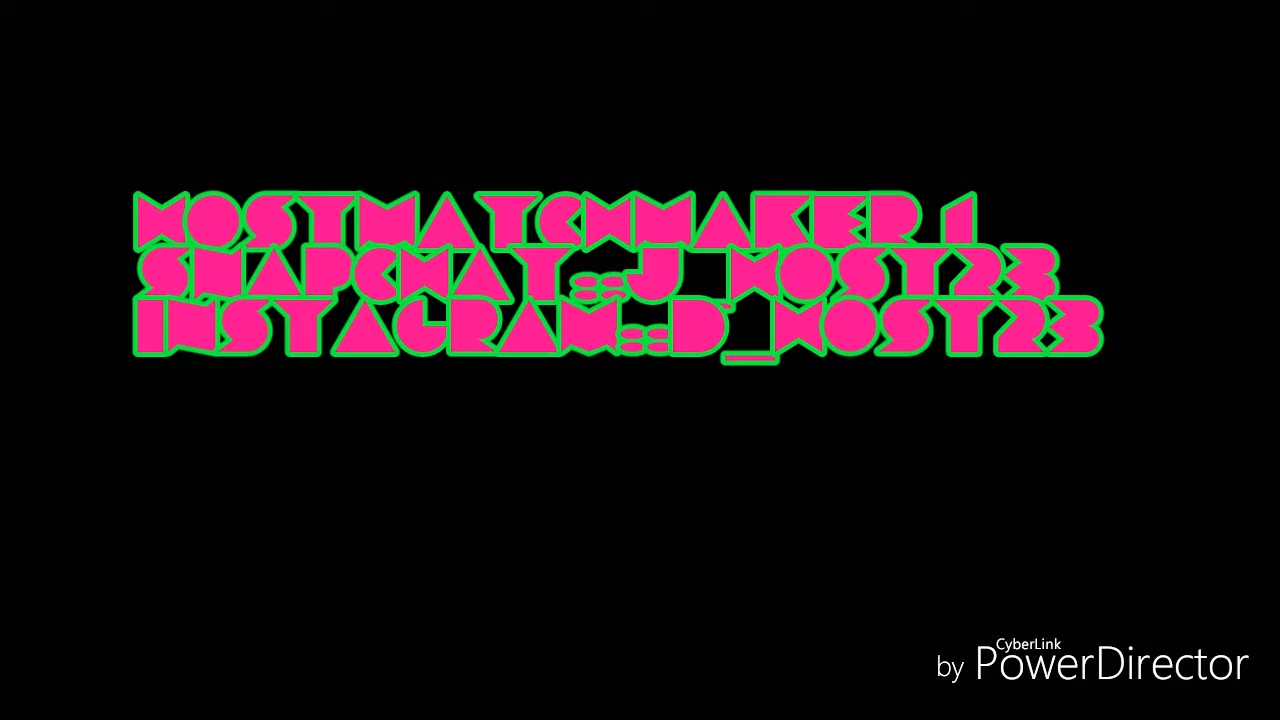 MOSTMATCHMAKER 1
SNAPCHAT::J_MOST23
INSTAGRAM::D_MOST23
CyberLink
by PowerDirector